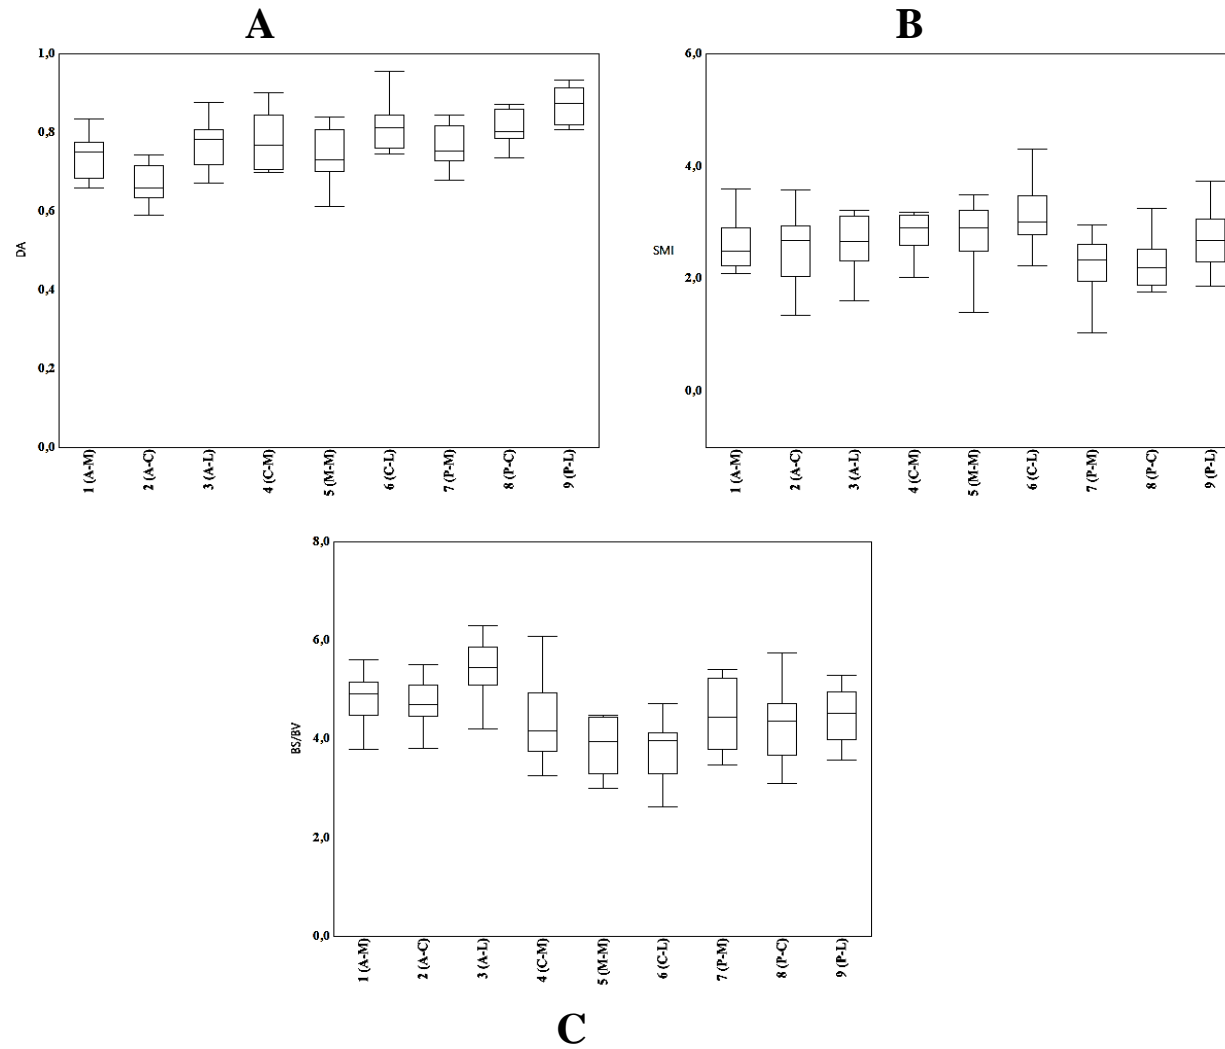 A
1,0
0,8
0,6
DA
0,4
0,2
0,0
1 (A-M)
2 (A-C)
3 (A-L)
4 (C-M)
5 (M-M)
6 (C-L)
7 (P-M)
8 (P-C)
9 (P-L)
B
6,0
4,0
SMI
2,0
0,0
1 (A-M)
2 (A-C)
3 (A-L)
4 (C-M)
5 (M-M)
6 (C-L)
7 (P-M)
8 (P-C)
9 (P-L)
8,0
6,0
BS/BV
4,0
2,0
0,0
1 (A-M)
2 (A-C)
3 (A-L)
4 (C-M)
5 (M-M)
6 (C-L)
7 (P-M)
8 (P-C)
9 (P-L)
C